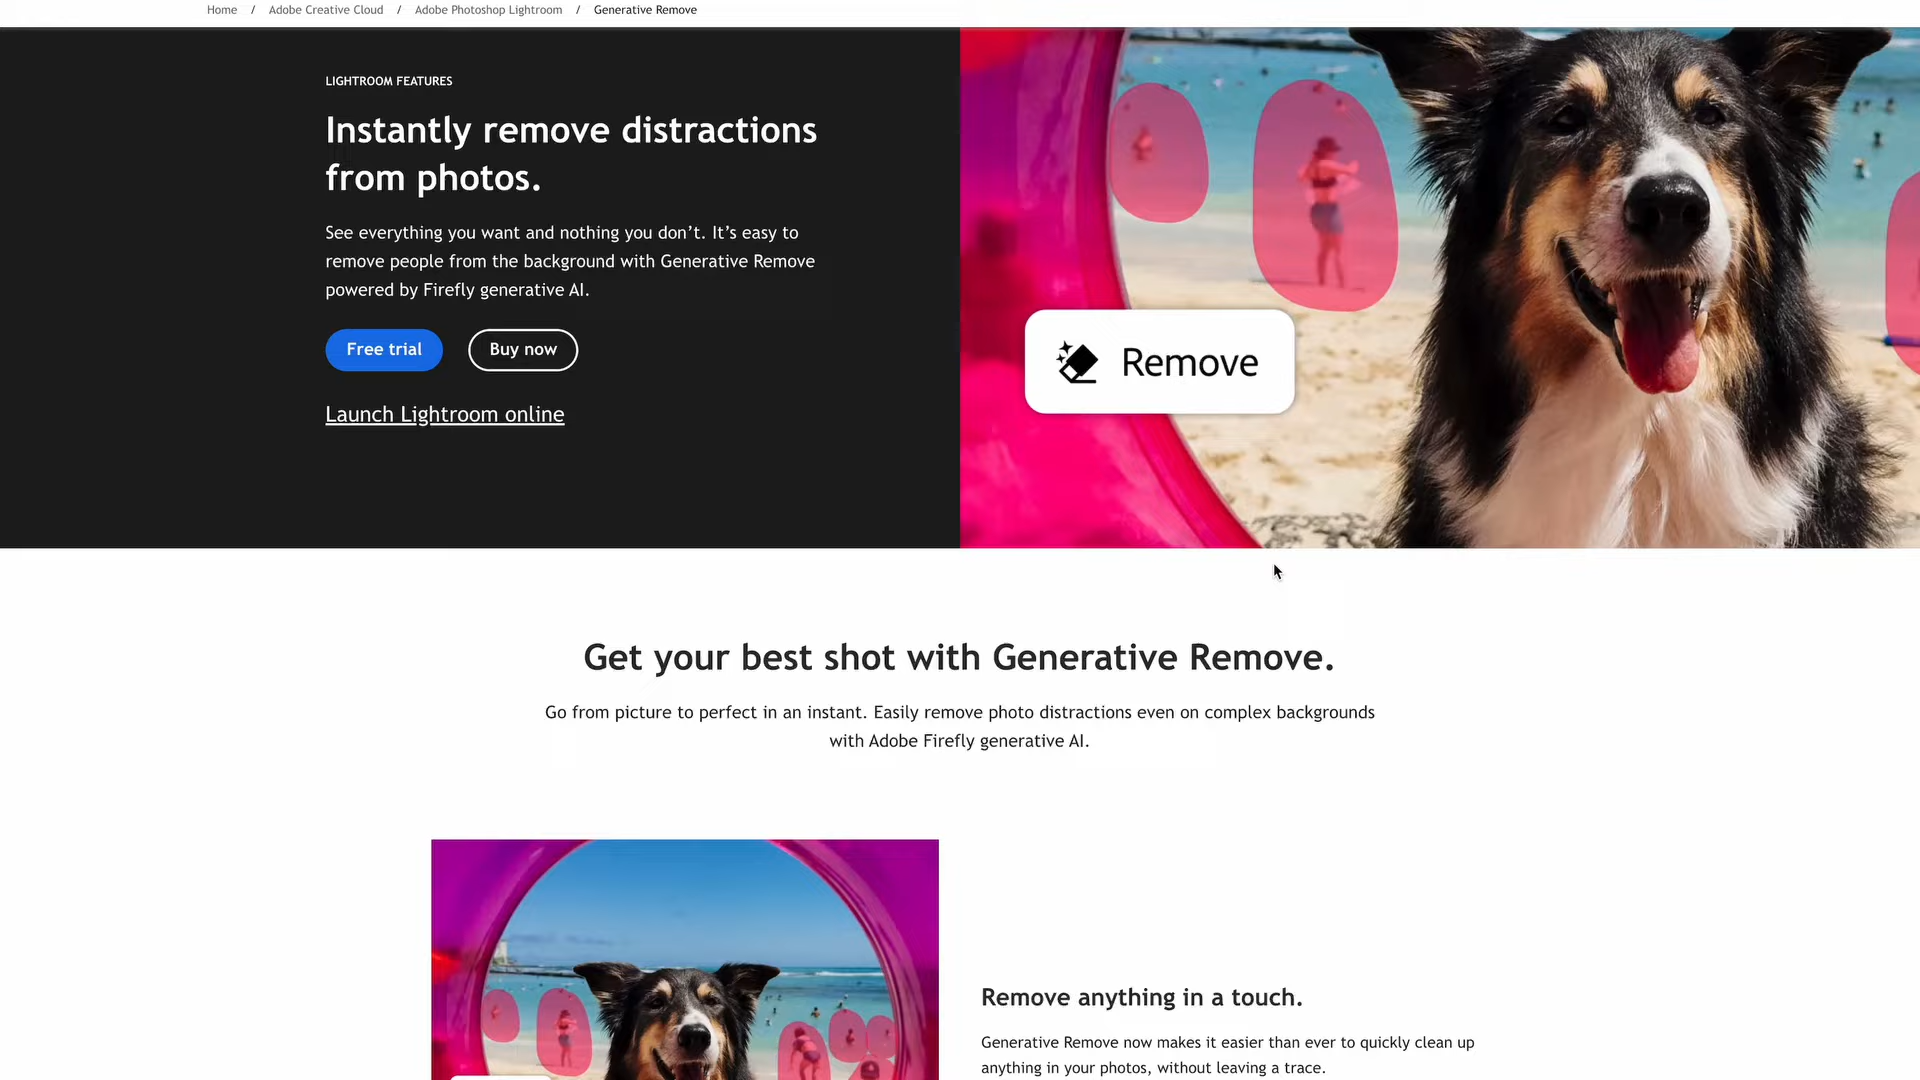 Home / Adobe Creative Cloud / Adobe Photoshop Lightroom / Generative Remove
LIGHTROOM FEATURES
Instantly remove distractions
from photos.
See everything you want and nothing you don’t. It’s easy to
remove people from the background with Generative Remove
powered by Firefly generative AI.
Free trial
Buy now
Launch Lightroom online
Remove
Get your best shot with Generative Remove.
Go from picture to perfect in an instant. Easily remove photo distractions even on complex backgrounds
with Adobe Firefly generative AI.
Remove anything in a touch.
Generative Remove now makes it easier than ever to quickly clean up
anything in your photos, without leaving a trace.